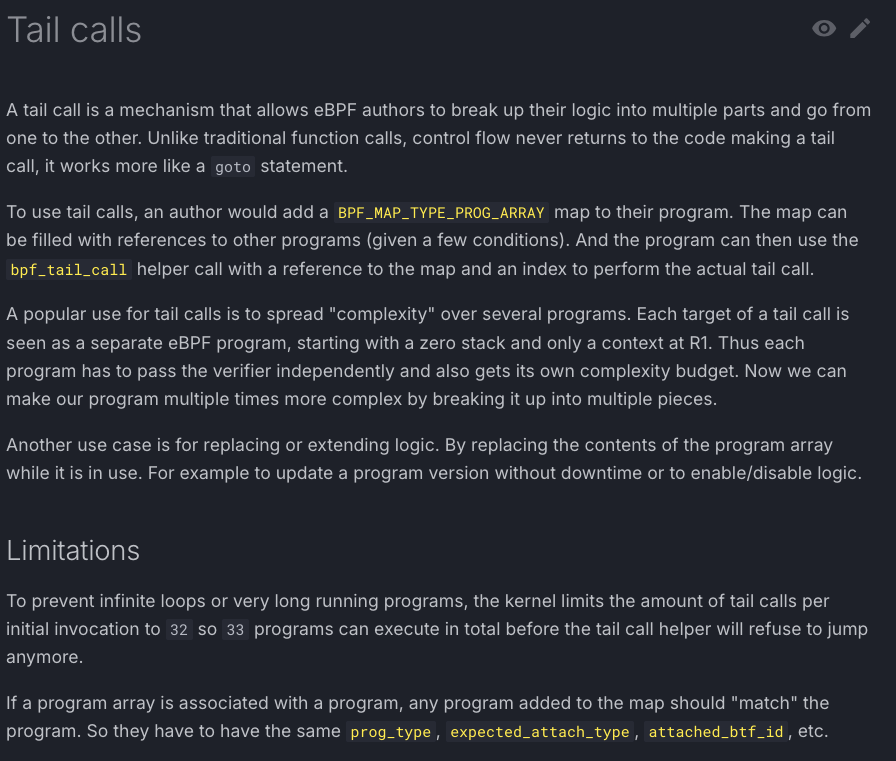 Tail calls
A tail call is a mechanism that allows eBPF authors to break up their logic into multiple parts and go from
one to the other. Unlike traditional function calls, control flow never returns to the code making a tail
call, it works more like a goto statement.
To use tail calls, an author would add a BPF_MAP_TYPE_PROG_ARRAY map to their program. The map can
be filled with references to other programs (given a few conditions). And the program can then use the
bpf_tail_call helper call with a reference to the map and an index to perform the actual tail call.
A popular use for tail calls is to spread "complexity" over several programs. Each target of a tail call is
seen as a separate eBPF program, starting with a zero stack and only a context at R1. Thus each
program has to pass the verifier independently and also gets its own complexity budget. Now we can
make our program multiple times more complex by breaking it up into multiple pieces.
Another use case is for replacing or extending logic. By replacing the contents of the program array
while it is in use. For example to update a program version without downtime or to enable/disable logic.
Limitations
To prevent infinite loops or very long running programs, the kernel limits the amount of tail calls per
initial invocation to 32 so 33 programs can execute in total before the tail call helper will refuse to jump
anymore.
If a program array is associated with a program, any program added to the map should "match" the
program. So they have to have the same prog_type, expected_attach_type, attached_btf_id, etc.